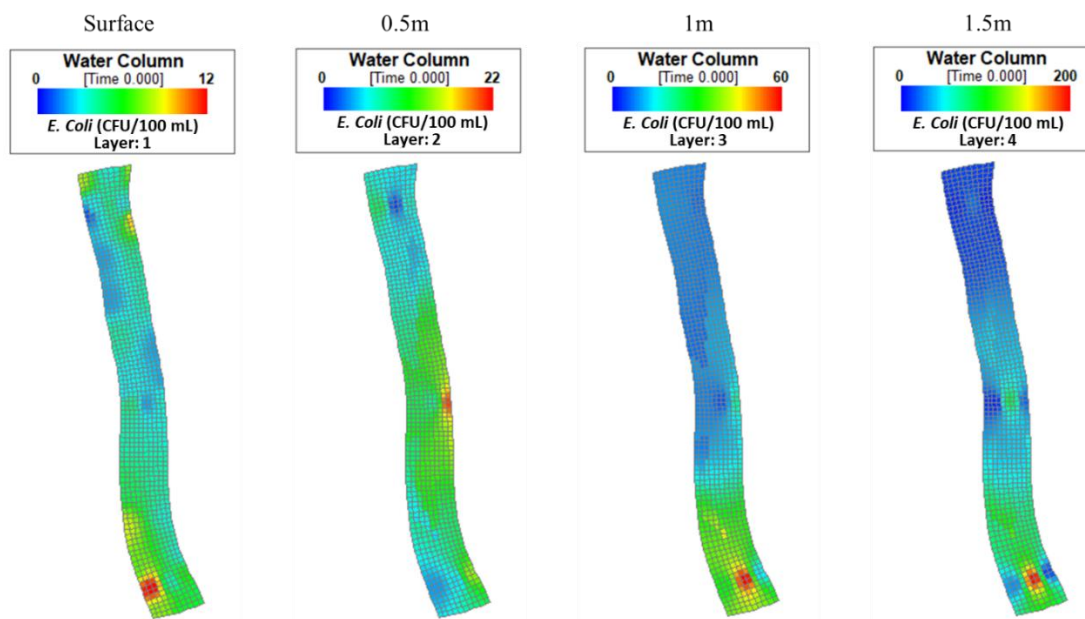 Surface
Water Column
0 [Time 0.000] 12
E. Coli (CFU/100 mL)
Layer: 1
0.5m
Water Column
0 [Time 0.000] 22
E. Coli (CFU/100 mL)
Layer: 2
1m
Water Column
0 [Time 0.000] 60
E. Coli (CFU/100 mL)
Layer: 3
1.5m
Water Column
0 [Time 0.000] 200
E. Coli (CFU/100 mL)
Layer: 4